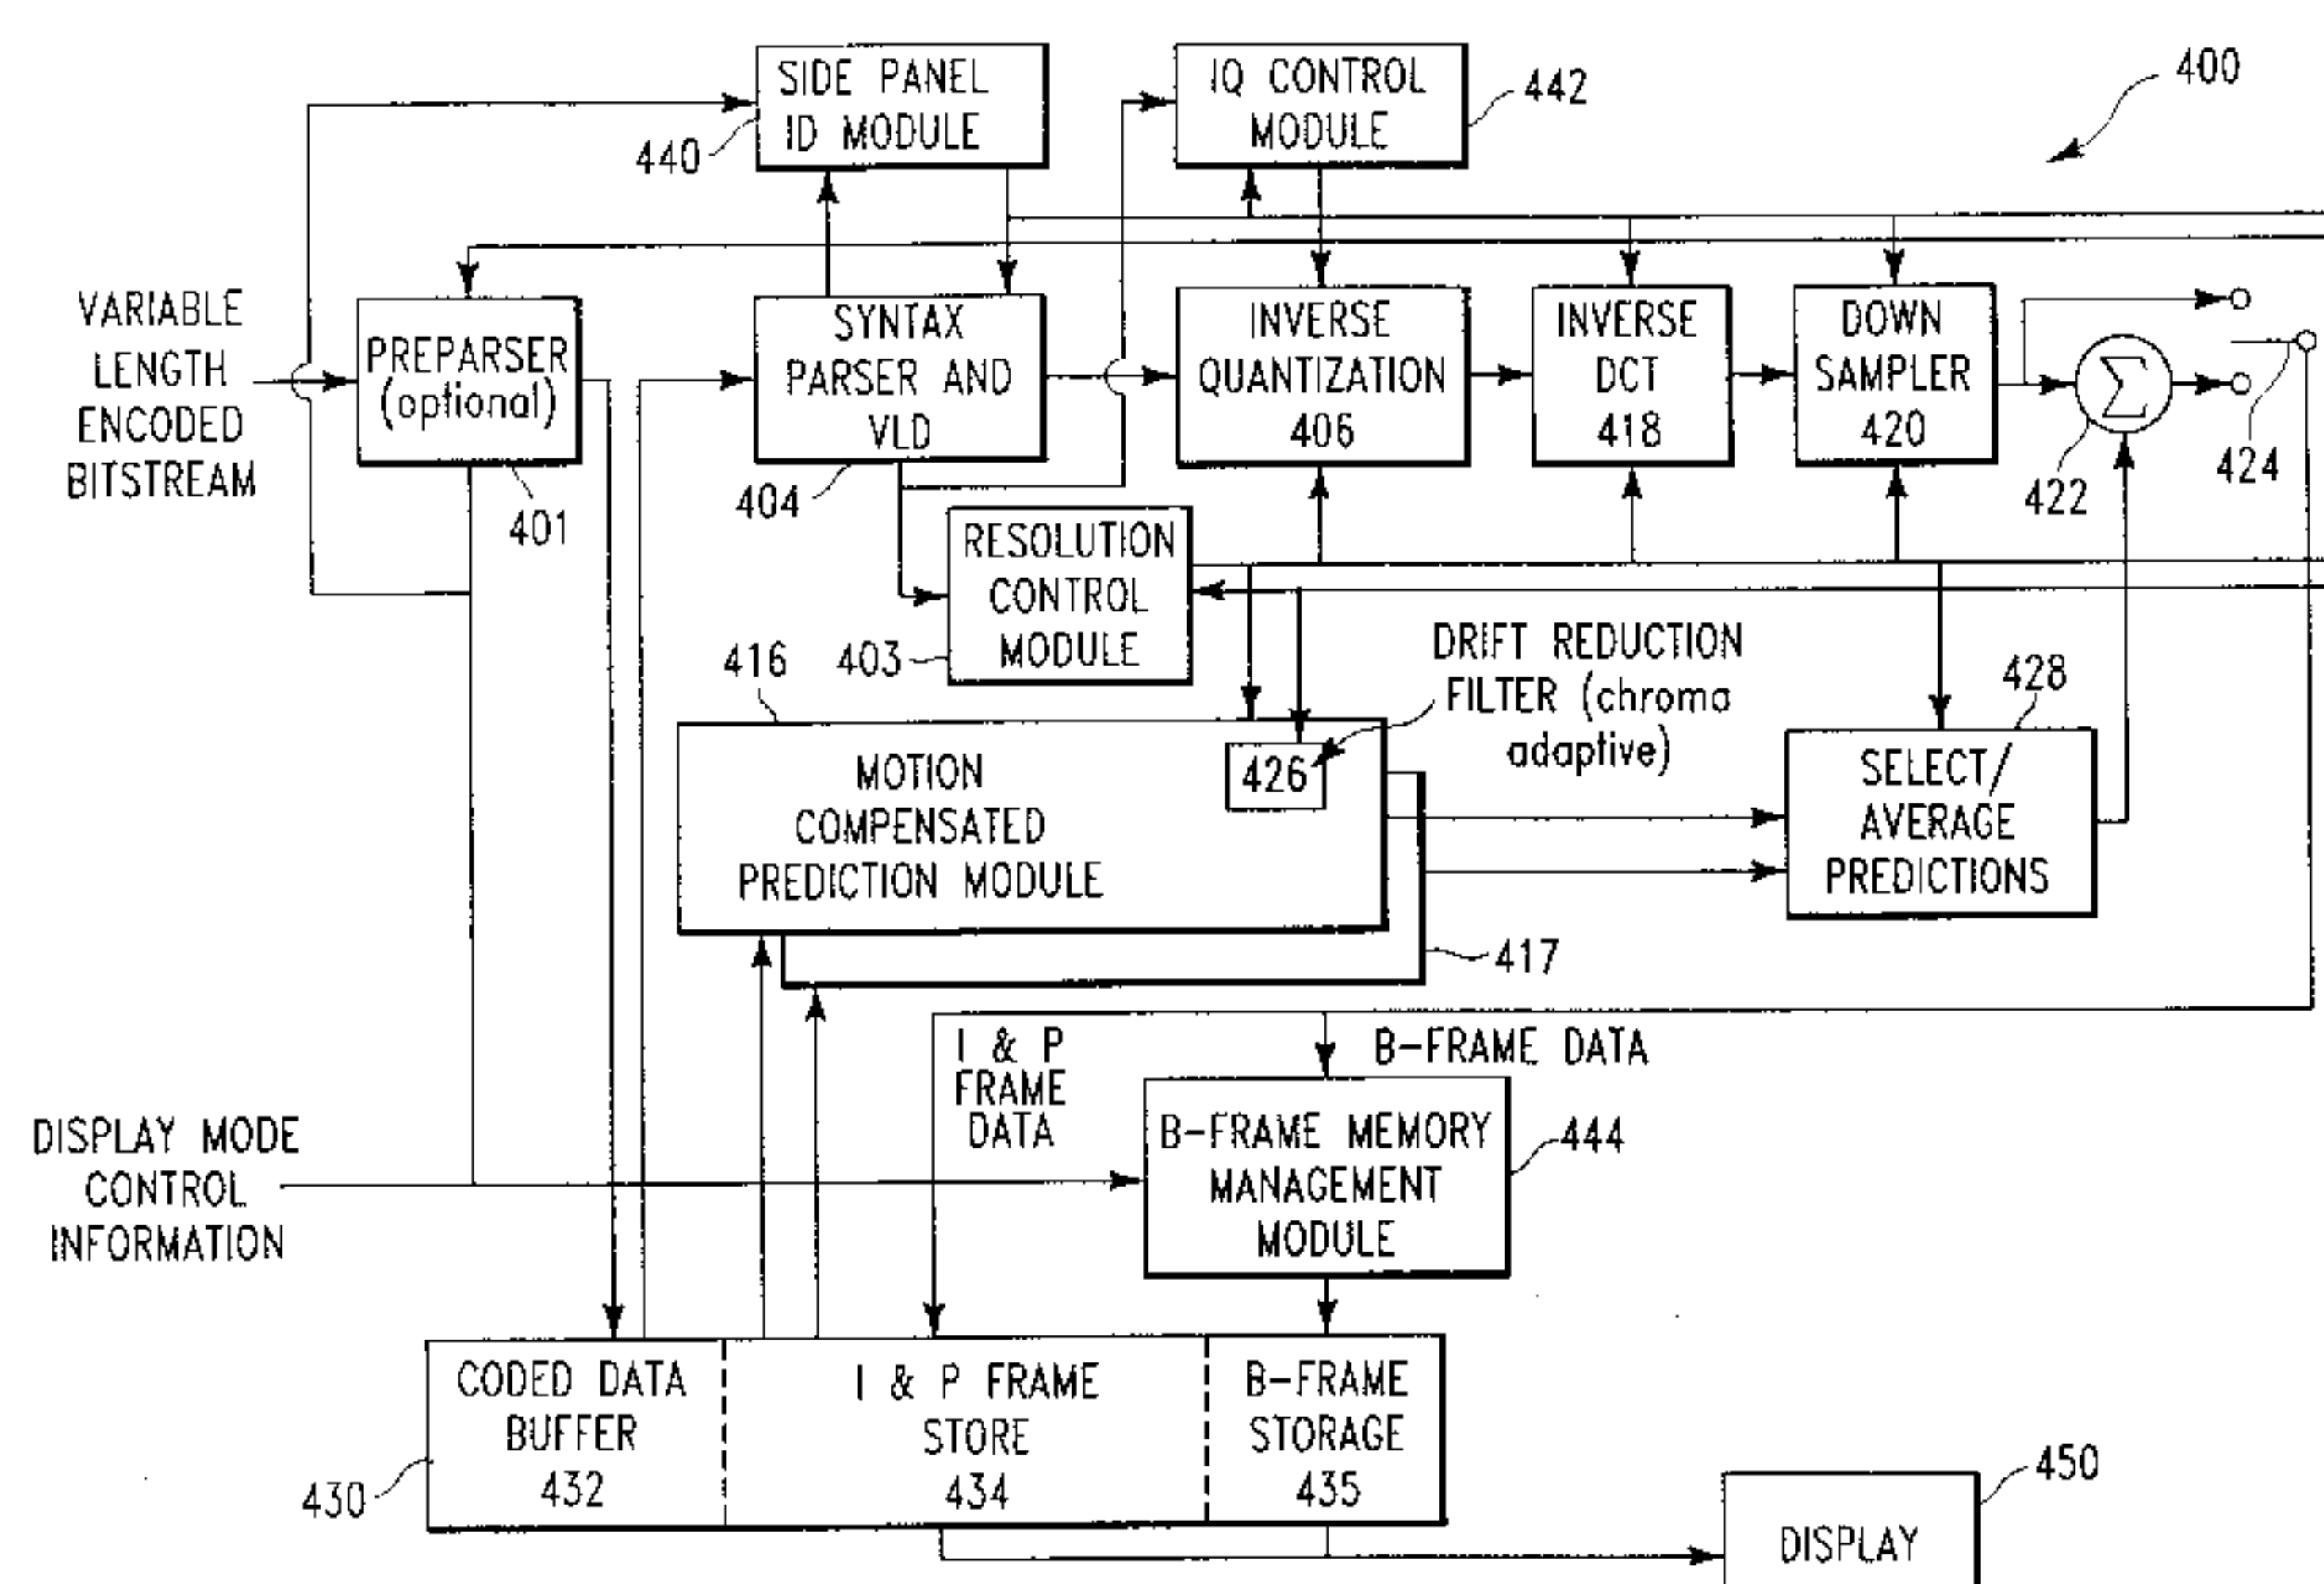 SIDE PANEL
ID MODULE
440
IQ CONTROL
MODULE
442
400
VARIABLE
LENGTH
ENCODED
BITSTREAM
PREPARSER
(optional)
401
SYNTAX
PARSER AND
VLD
404
INVERSE
QUANTIZATION
406
INVERSE
DCT
418
DOWN
SAMPLER
420
Σ
422
424
RESOLUTION
CONTROL
MODULE
403
416
DRIFT REDUCTION
FILTER (chroma
adaptive)
428
MOTION
COMPENSATED
PREDICTION MODULE
426
SELECT/
AVERAGE
PREDICTIONS
417
I & P
FRAME
DATA
B-FRAME DATA
DISPLAY MODE
CONTROL
INFORMATION
B-FRAME MEMORY
MANAGEMENT
MODULE
444
CODED DATA
BUFFER
432
430
I & P FRAME
STORE
434
B-FRAME
STORAGE
435
450
DISPLAY